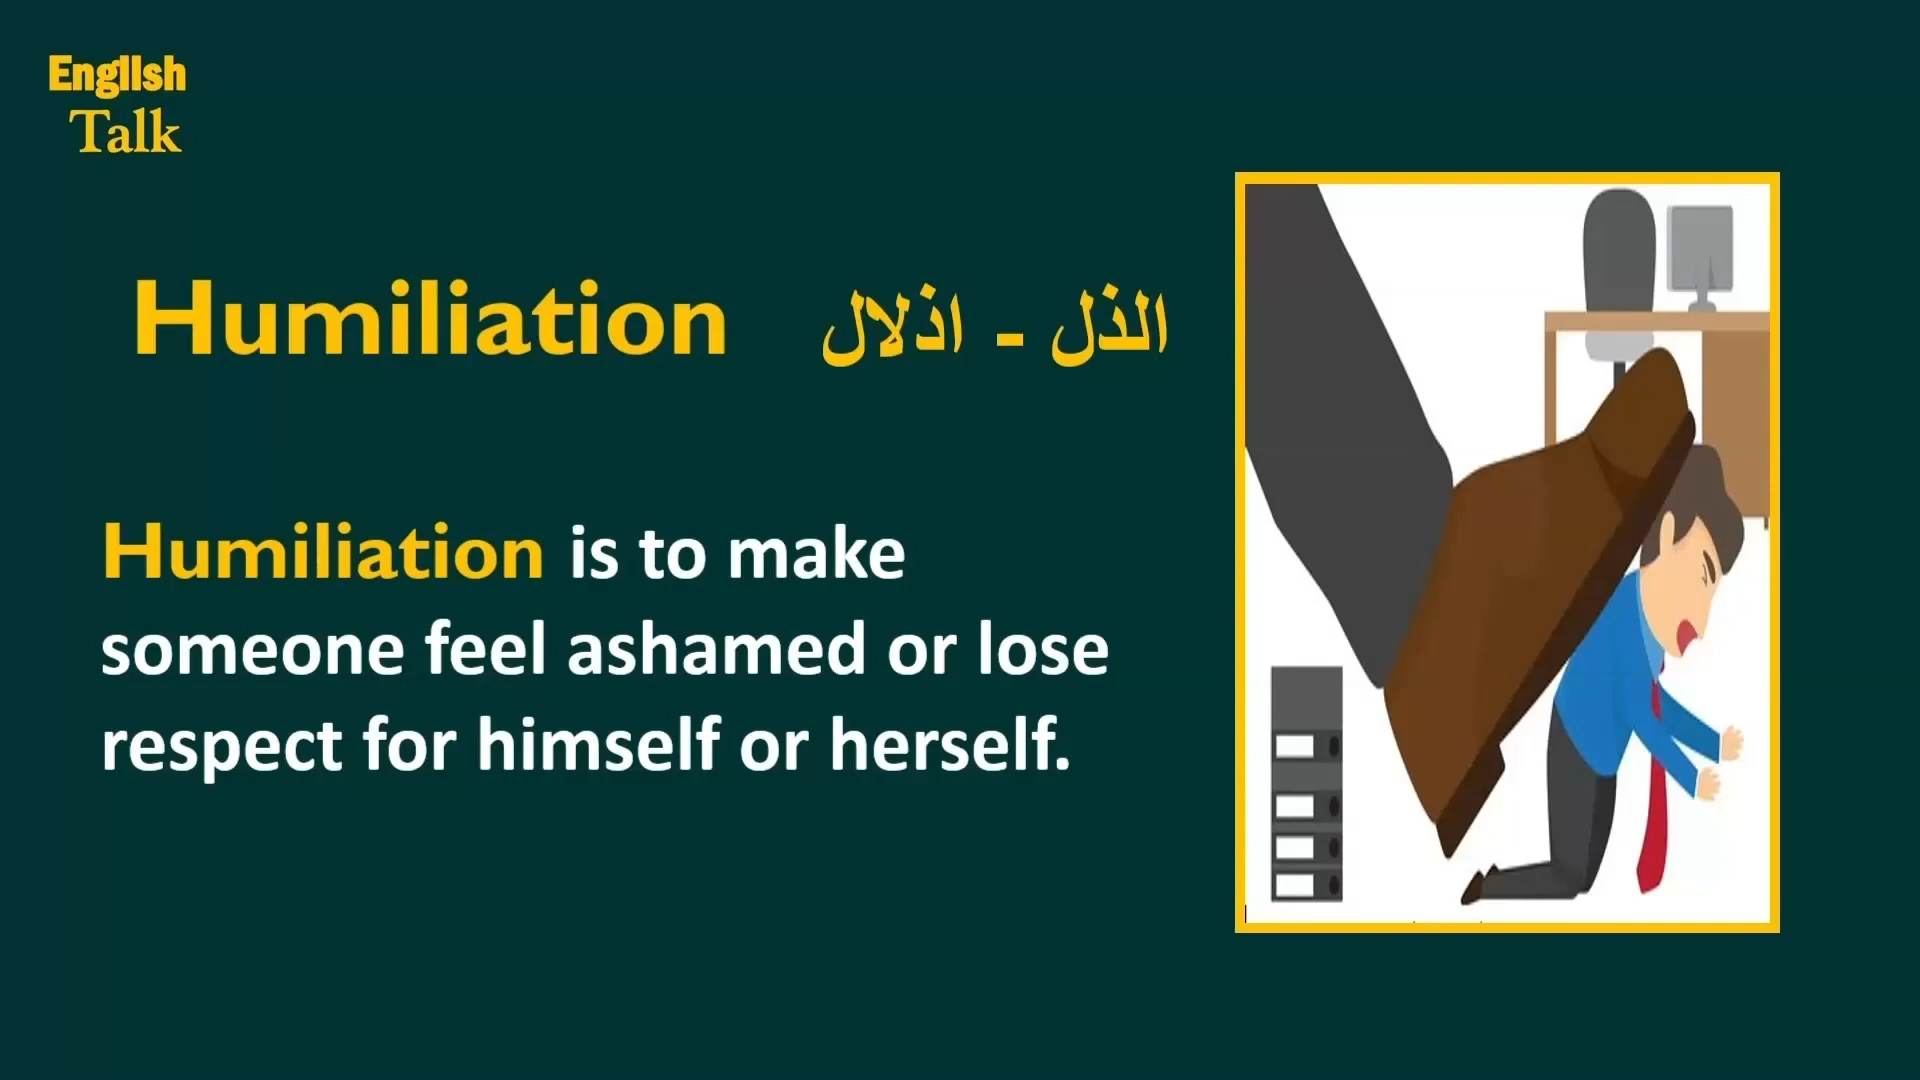 English
Talk
Humiliation الذل - اذلال
Humiliation is to make
someone feel ashamed or lose
respect for himself or herself.